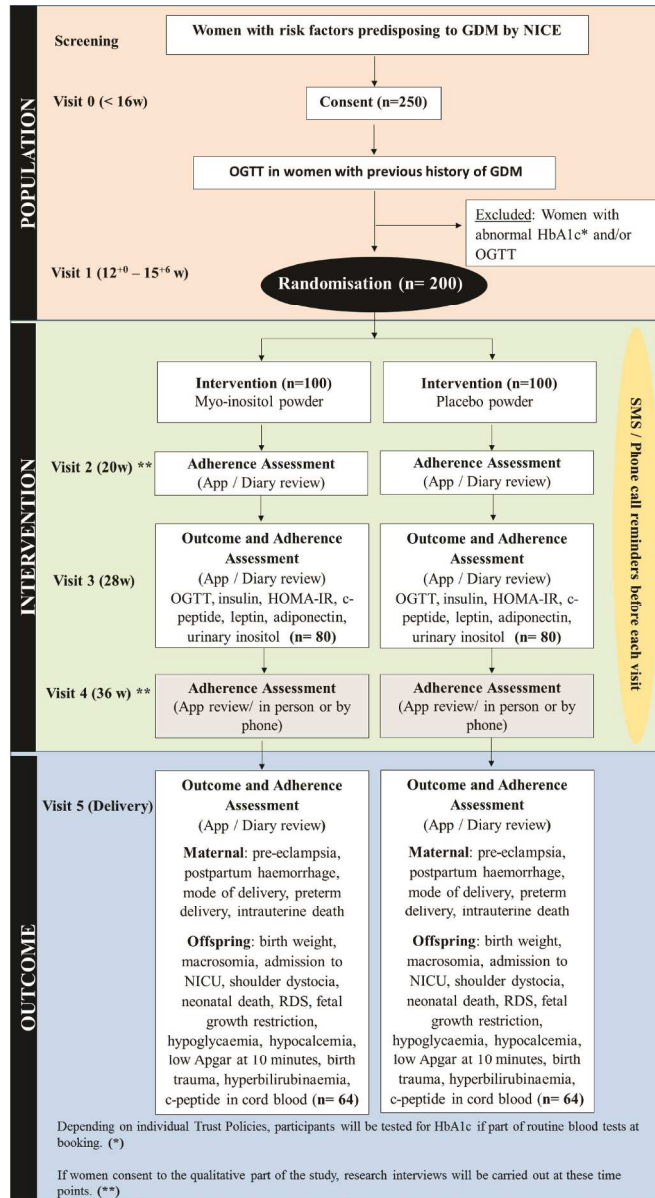 POPULATION
Screening
Women with risk factors predisposing to GDM by NICE
Visit 0 (< 16w)
Consent (n=250)
OGTT in women with previous history of GDM
Excluded: Women with
abnormal HbA1c* and/or
OGTT
Visit 1 (12+0 – 15+6 w)
Randomisation (n= 200)
INTERVENTION
Intervention (n=100)
Myo-inositol powder
Intervention (n=100)
Placebo powder
SMS / Phone call reminders before each visit
Visit 2 (20w) **
Adherence Assessment
(App / Diary review)
Adherence Assessment
(App / Diary review)
Visit 3 (28w)
Outcome and Adherence
Assessment
(App / Diary review)
OGTT, insulin, HOMA-IR, c-
peptide, leptin, adiponectin,
urinary inositol (n= 80)
Outcome and Adherence
Assessment
(App / Diary review)
OGTT, insulin, HOMA-IR, c-
peptide, leptin, adiponectin,
urinary inositol (n= 80)
Visit 4 (36 w) **
Adherence Assessment
(App review/ in person or by
phone)
Adherence Assessment
(App review/ in person or by
phone)
OUTCOME
Visit 5 (Delivery)
Outcome and Adherence
Assessment
(App / Diary review)
Maternal: pre-eclampsia,
postpartum haemorrhage,
mode of delivery, preterm
delivery, intrauterine death
Offspring: birth weight,
macrosomia, admission to
NICU, shoulder dystocia,
neonatal death, RDS, fetal
growth restriction,
hypoglycaemia, hypocalcemia,
low Apgar at 10 minutes, birth
trauma, hyperbilirubinaemia,
c-peptide in cord blood (n= 64)
Outcome and Adherence
Assessment
(App / Diary review)
Maternal: pre-eclampsia,
postpartum haemorrhage,
mode of delivery, preterm
delivery, intrauterine death
Offspring: birth weight,
macrosomia, admission to
NICU, shoulder dystocia,
neonatal death, RDS, fetal
growth restriction,
hypoglycaemia, hypocalcemia,
low Apgar at 10 minutes, birth
trauma, hyperbilirubinaemia,
c-peptide in cord blood (n= 64)
Depending on individual Trust Policies, participants will be tested for HbA1c if part of routine blood tests at
booking. (*)
If women consent to the qualitative part of the study, research interviews will be carried out at these time
points. (**)